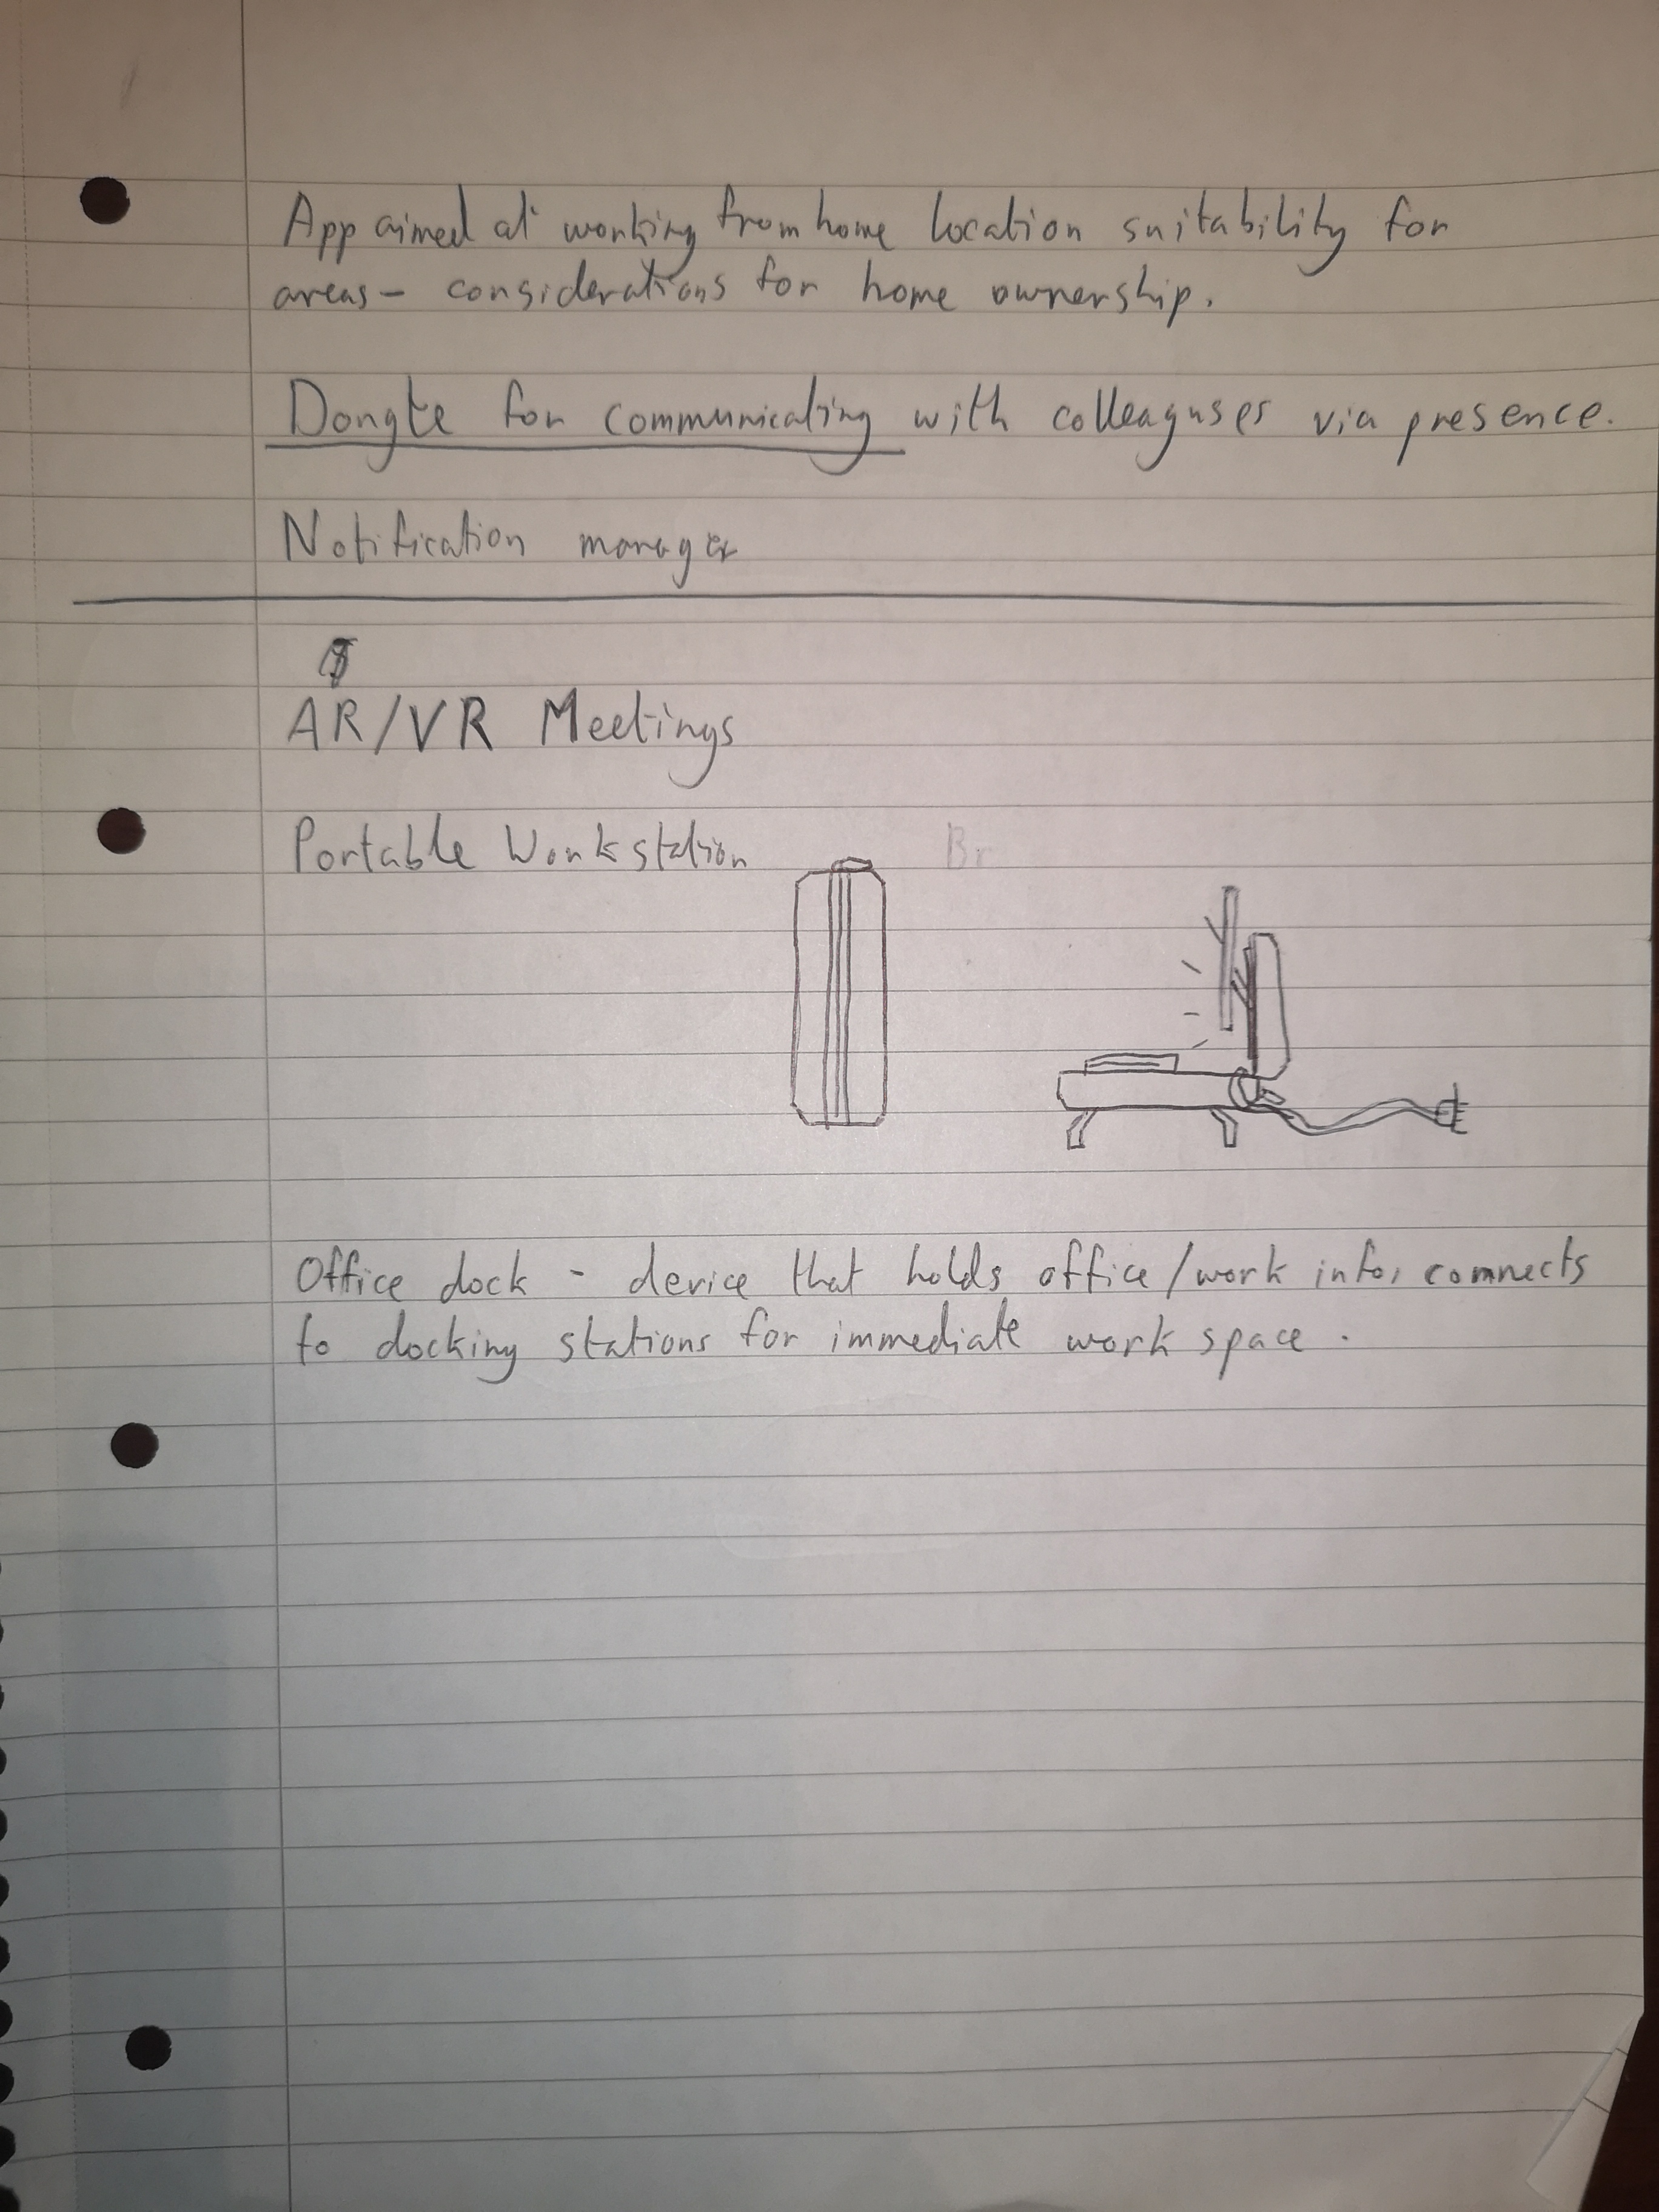 App aimed at working from home location suitability for
areas - considerations for home ownership.
Dongle for communicating with colleaguses via presence.
Notification manager
AR/VR Meetings
Portable Workstation Br
Office dock - device that holds office/work info, connects
to docking stations for immediate work space.